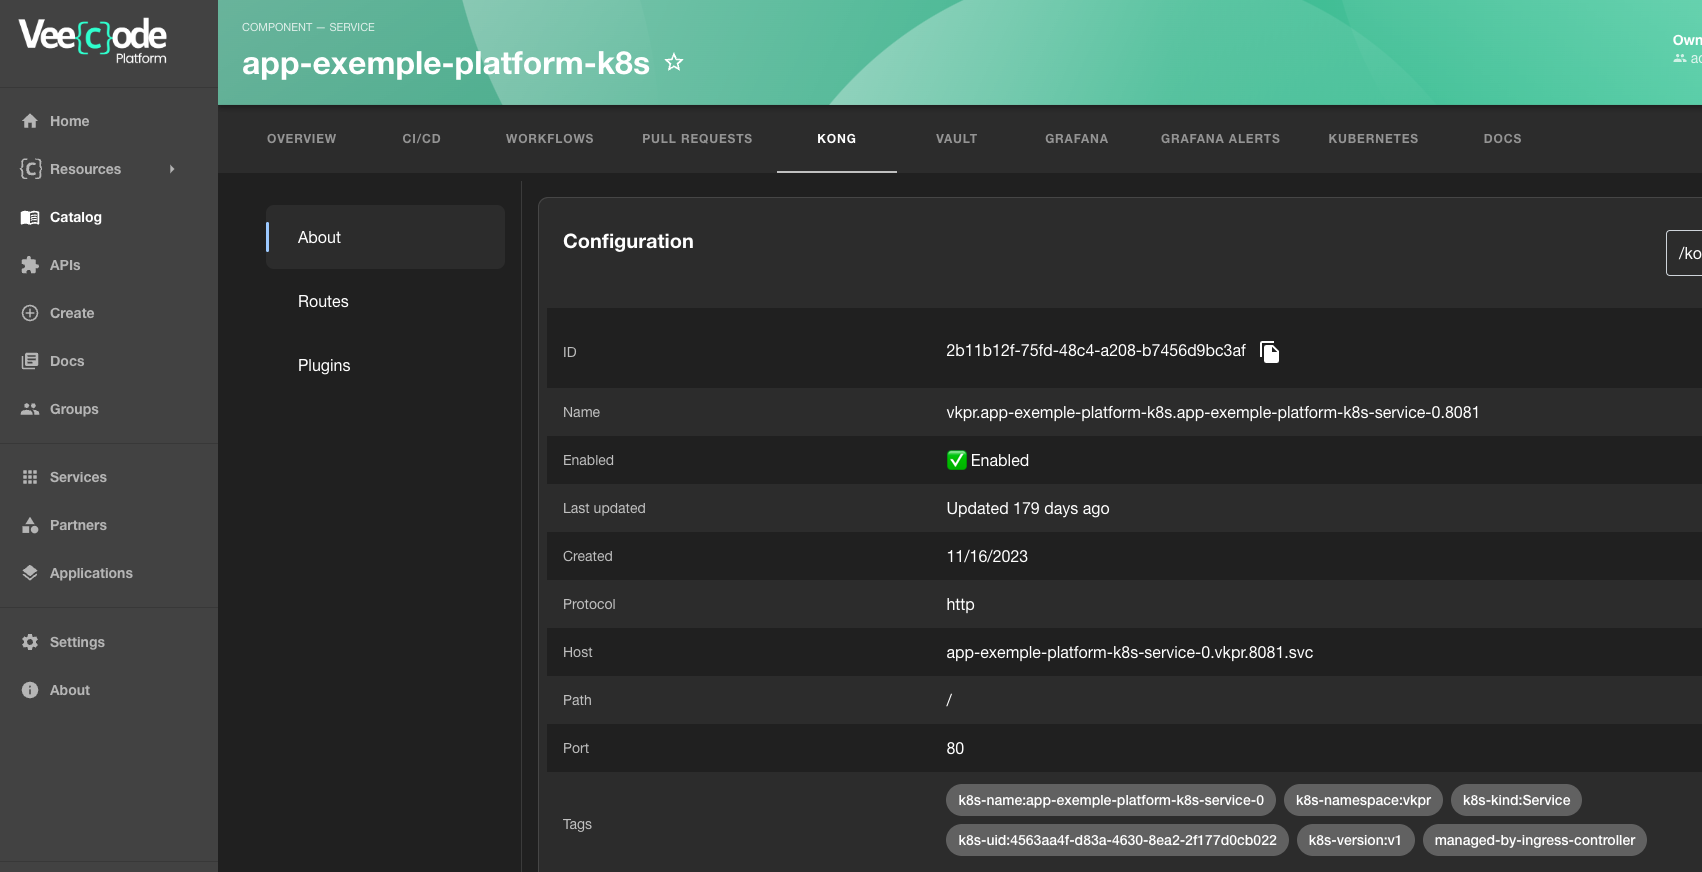 Vee{c}ode
Platform
Home
{c} Resources
Catalog
APIs
Create
Docs
Groups
Services
Partners
Applications
Settings
About
COMPONENT — SERVICE
app-exemple-platform-k8s
OVERVIEW CI/CD WORKFLOWS PULL REQUESTS KONG VAULT GRAFANA GRAFANA ALERTS KUBERNETES DOCS
About
Routes
Plugins
Configuration
ID 2b11b12f-75fd-48c4-a208-b7456d9bc3af
Name vkpr.app-exemple-platform-k8s.app-exemple-platform-k8s-service-0.8081
Enabled ✅ Enabled
Last updated Updated 179 days ago
Created 11/16/2023
Protocol http
Host app-exemple-platform-k8s-service-0.vkpr.8081.svc
Path /
Port 80
Tags
k8s-name:app-exemple-platform-k8s-service-0 k8s-namespace:vkpr k8s-kind:Service
k8s-uid:4563aa4f-d83a-4630-8ea2-2f177d0cb022 k8s-version:v1 managed-by-ingress-controller